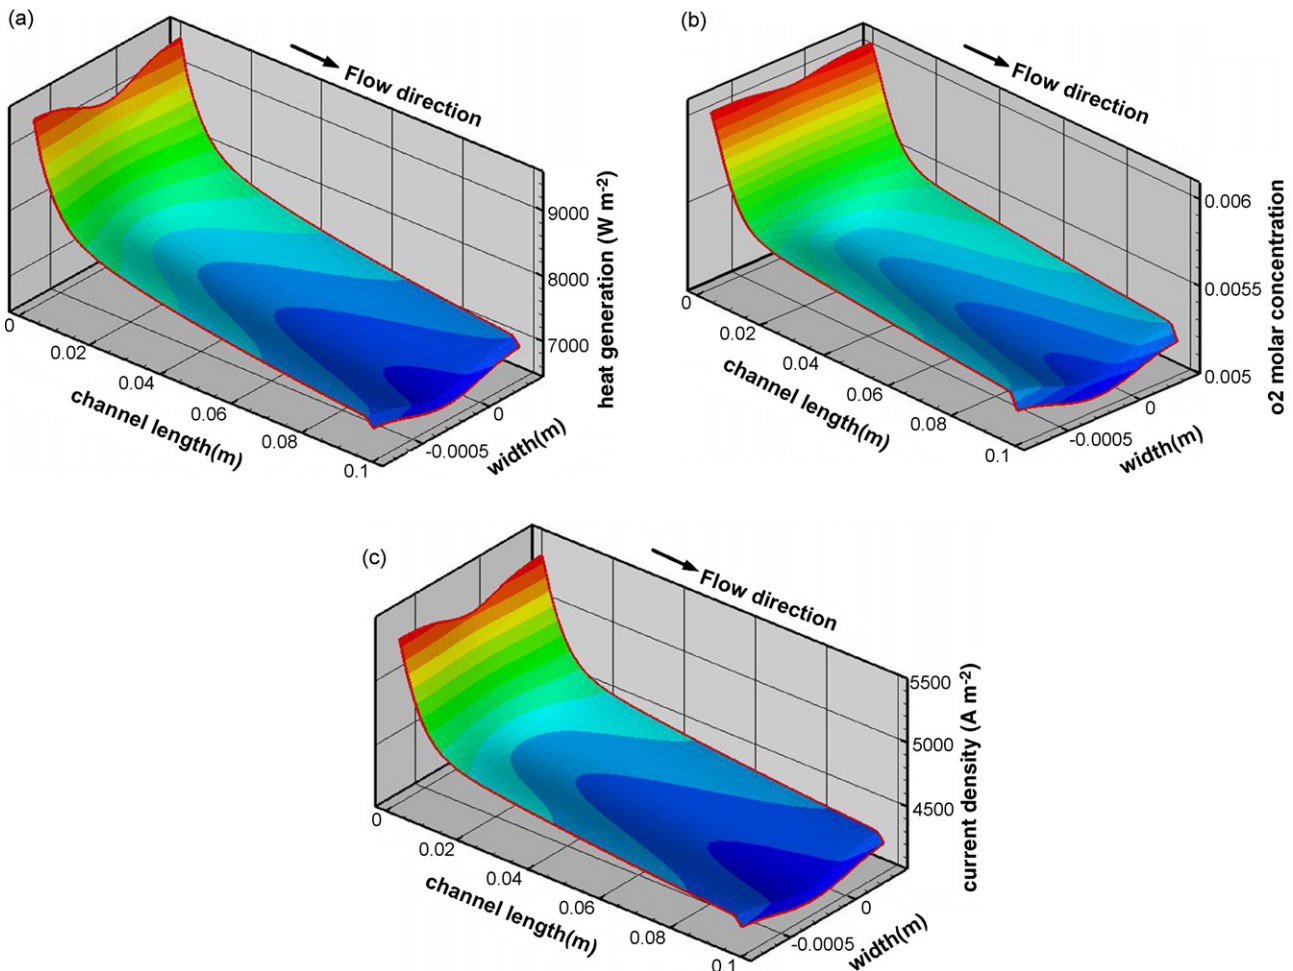 (a)
Flow direction
9000
8000
7000
heat generation (W m-2)
0
0.02
0.04
0.06
0.08
0.1
channel length(m)
0
-0.0005
width(m)
(b)
Flow direction
0.006
0.0055
0.005
o2 molar concentration
0
0.02
0.04
0.06
0.08
0.1
channel length(m)
0
-0.0005
width(m)
(c)
Flow direction
5500
5000
4500
current density (A m-2)
0
0.02
0.04
0.06
0.08
0.1
channel length(m)
0
-0.0005
width(m)